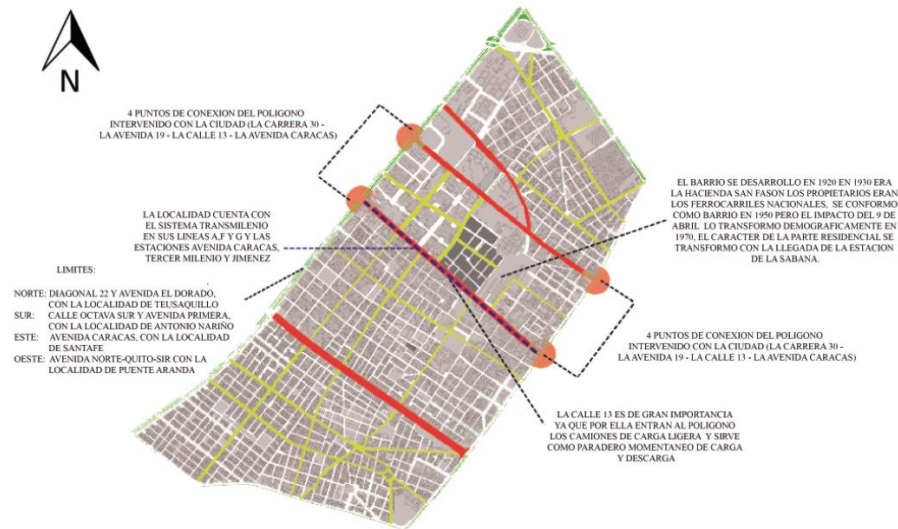 N
4 PUNTOS DE CONEXION DEL POLIGONO
INTERVENIDO CON LA CIUDAD (LA CARRERA 30 -
LA AVENIDA 19 - LA CALLE 13 - LA AVENIDA CARACAS)
EL BARRIO SE DESARROLLO EN 1920 EN 1930 ERA
LA HACIENDA SAN FASON LOS PROPIETARIOS ERAN
LOS FERROCARRILES NACIONALES, SE CONFORMO
COMO BARRIO EN 1950 PERO EL IMPACTO DEL 9 DE
ABRIL LO TRANSFORMO DEMOGRAFICAMENTE EN
1970, EL CARACTER DE LA PARTE RESIDENCIAL SE
TRANSFORMO CON LA LLEGADA DE LA ESTACION
DE LA SABANA.
LA LOCALIDAD CUENTA CON
EL SISTEMA TRANSMILENIO
EN SUS LINEAS A,F Y G Y LAS
ESTACIONES AVENIDA CARACAS,
TERCER MILENIO Y JIMENEZ
LIMITES:
NORTE: DIAGONAL 22 Y AVENIDA EL DORADO,
CON LA LOCALIDAD DE TEUSAQUILLO
SUR: CALLE OCTAVA SUR Y AVENIDA PRIMERA,
CON LA LOCALIDAD DE ANTONIO NARIÑO
ESTE: AVENIDA CARACAS, CON LA LOCALIDAD
DE SANTAFE
OESTE: AVENIDA NORTE-QUITO-SIR CON LA
LOCALIDAD DE PUENTE ARANDA
4 PUNTOS DE CONEXION DEL POLIGONO
INTERVENIDO CON LA CIUDAD (LA CARRERA 30 -
LA AVENIDA 19 - LA CALLE 13 - LA AVENIDA CARACAS)
LA CALLE 13 ES DE GRAN IMPORTANCIA
YA QUE POR ELLA ENTRAN AL POLIGONO
LOS CAMIONES DE CARGA LIGERA Y SIRVE
COMO PARADERO MOMENTANEO DE CARGA
Y DESCARGA